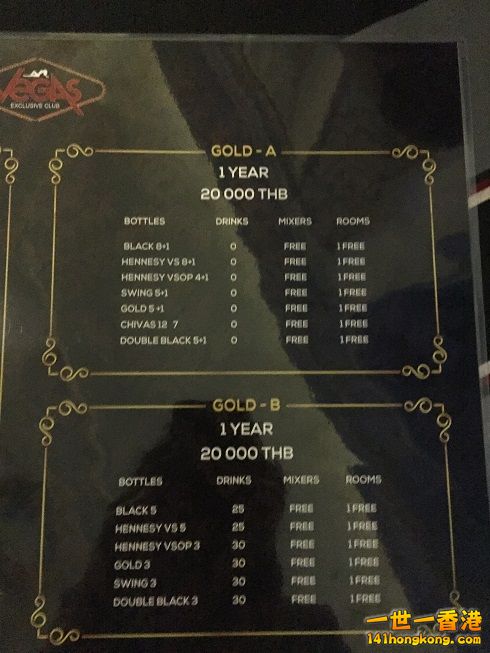 VEGAS
EXCLUSIVE CLUB
GOLD - A
1 YEAR
20 000 THB
BOTTLES DRINKS MIXERS ROOMS
BLACK 8+1 0 FREE 1 FREE
HENNESY VS 8+1 0 FREE 1 FREE
HENNESY VSOP 4+1 0 FREE 1 FREE
SWING 5+1 0 FREE 1 FREE
GOLD 5 +1 0 FREE 1 FREE
CHIVAS 12 7 0 FREE 1 FREE
DOUBLE BLACK 5+1 0 FREE 1 FREE
GOLD - B
1 YEAR
20 000 THB
BOTTLES DRINKS MIXERS ROOMS
BLACK 5 25 FREE 1 FREE
HENNESY VS 5 25 FREE 1 FREE
HENNESY VSOP 3 30 FREE 1 FREE
GOLD 3 30 FREE 1 FREE
SWING 3 30 FREE 1 FREE
DOUBLE BLACK 3 30 FREE 1 FREE
一世一香港
141hongkong.com